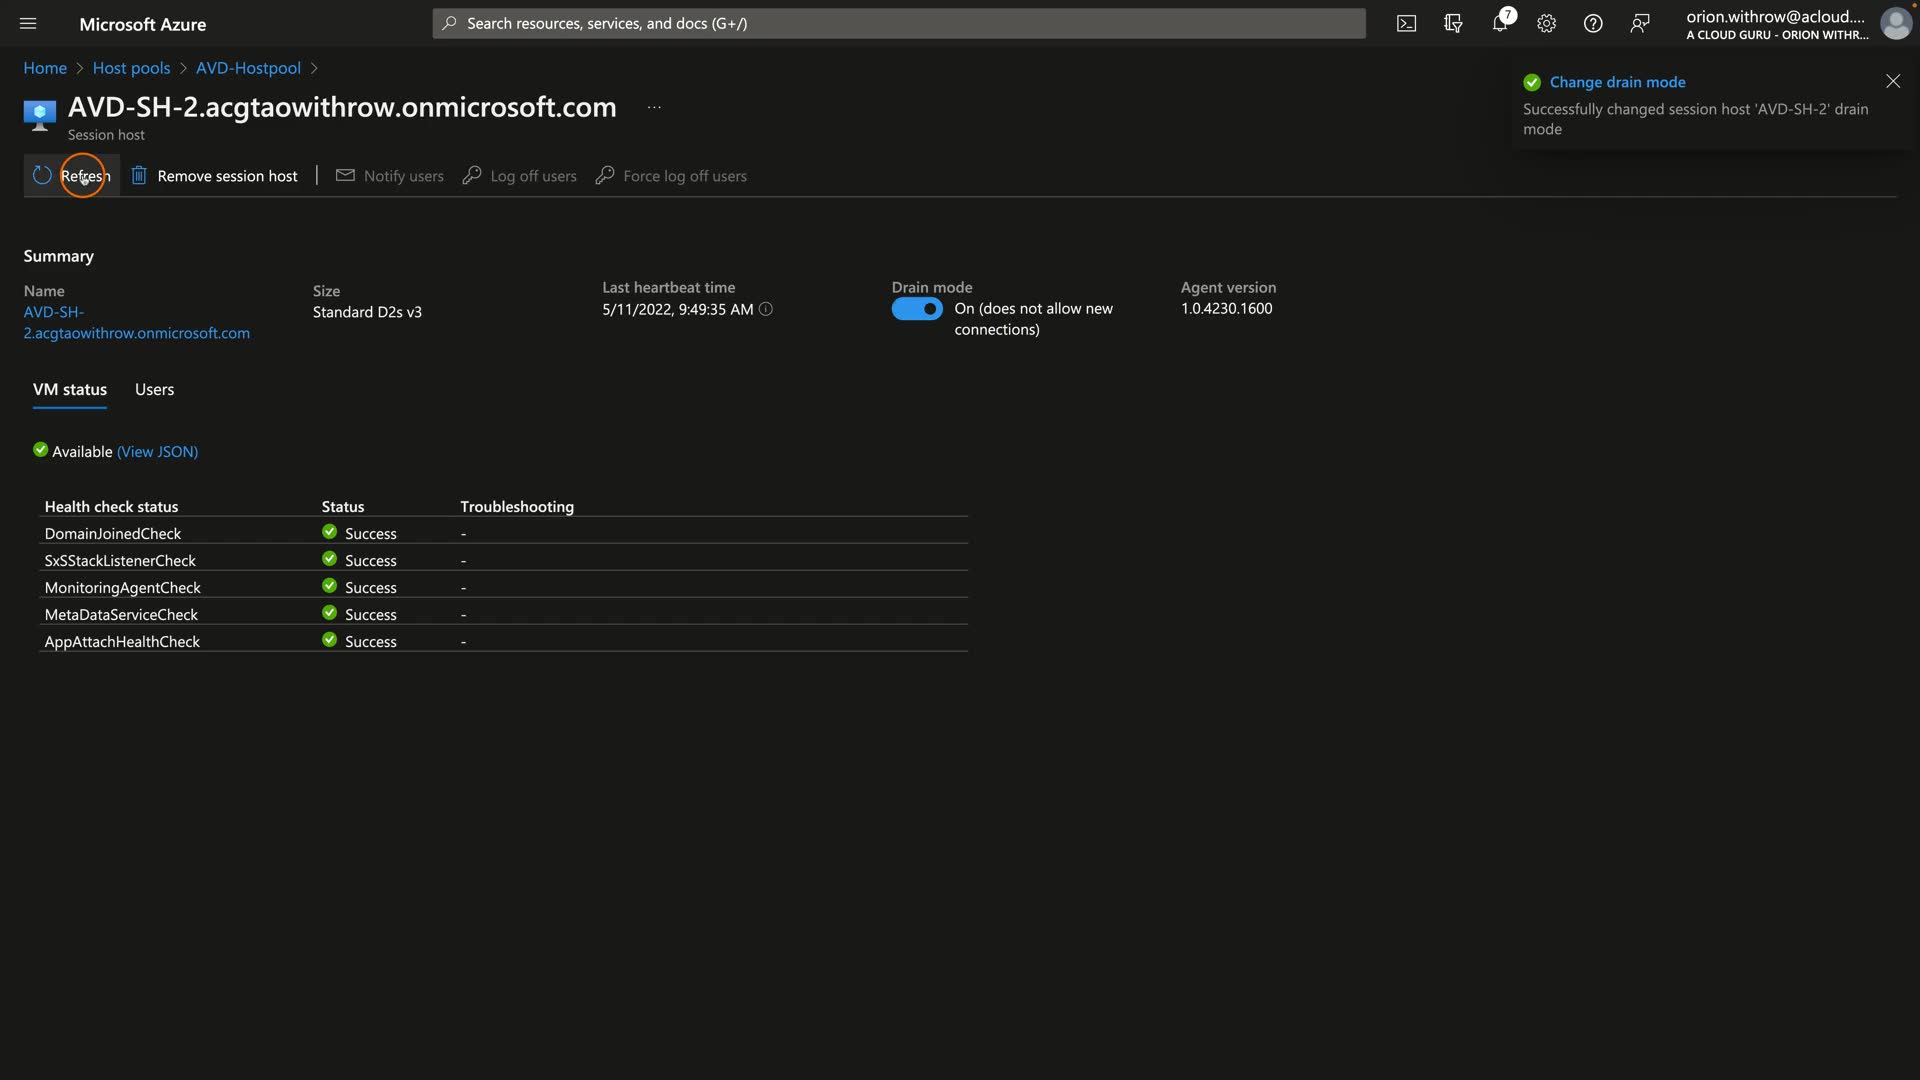 Microsoft Azure
Search resources, services, and docs (G+/)
7
orion.withrow@acloud....
A CLOUD GURU - ORION WITHR...
Home > Host pools > AVD-Hostpool >
AVD-SH-2.acgtaowithrow.onmicrosoft.com ...
Session host
Change drain mode
Successfully changed session host 'AVD-SH-2' drain
mode
Refresh
Remove session host
Notify users
Log off users
Force log off users
Summary
Name
AVD-SH-
2.acgtaowithrow.onmicrosoft.com
Size
Standard D2s v3
Last heartbeat time
5/11/2022, 9:49:35 AM
Drain mode
On (does not allow new
connections)
Agent version
1.0.4230.1600
VM status Users
Available (View JSON)
Health check status Status Troubleshooting
DomainJoinedCheck Success -
SxSStackListenerCheck Success -
MonitoringAgentCheck Success -
MetaDataServiceCheck Success -
AppAttachHealthCheck Success -